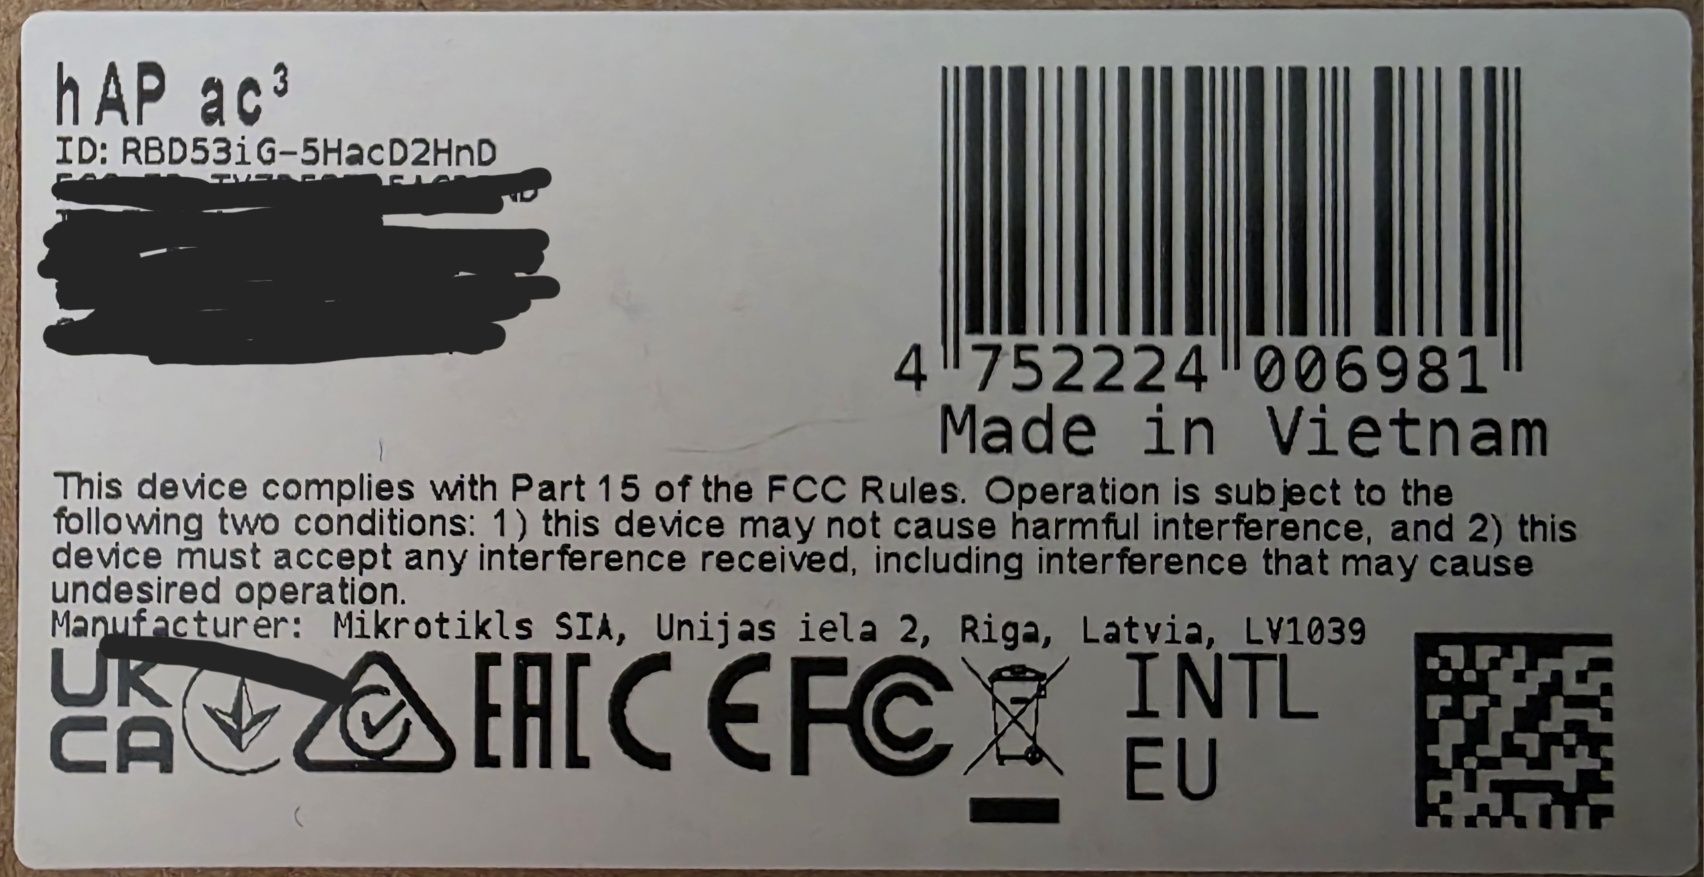 hAP ac³
ID: RBD53iG-5HacD2HnD
4 752224 006981
Made in Vietnam
This device complies with Part 15 of the FCC Rules. Operation is subject to the
following two conditions: 1) this device may not cause harmful interference, and 2) this
device must accept any interference received, including interference that may cause
undesired operation.
Manufacturer: Mikrotikls SIA, Unijas iela 2, Riga, Latvia, LV1039
UK
CA
EAC
CE
FC
INTL
EU